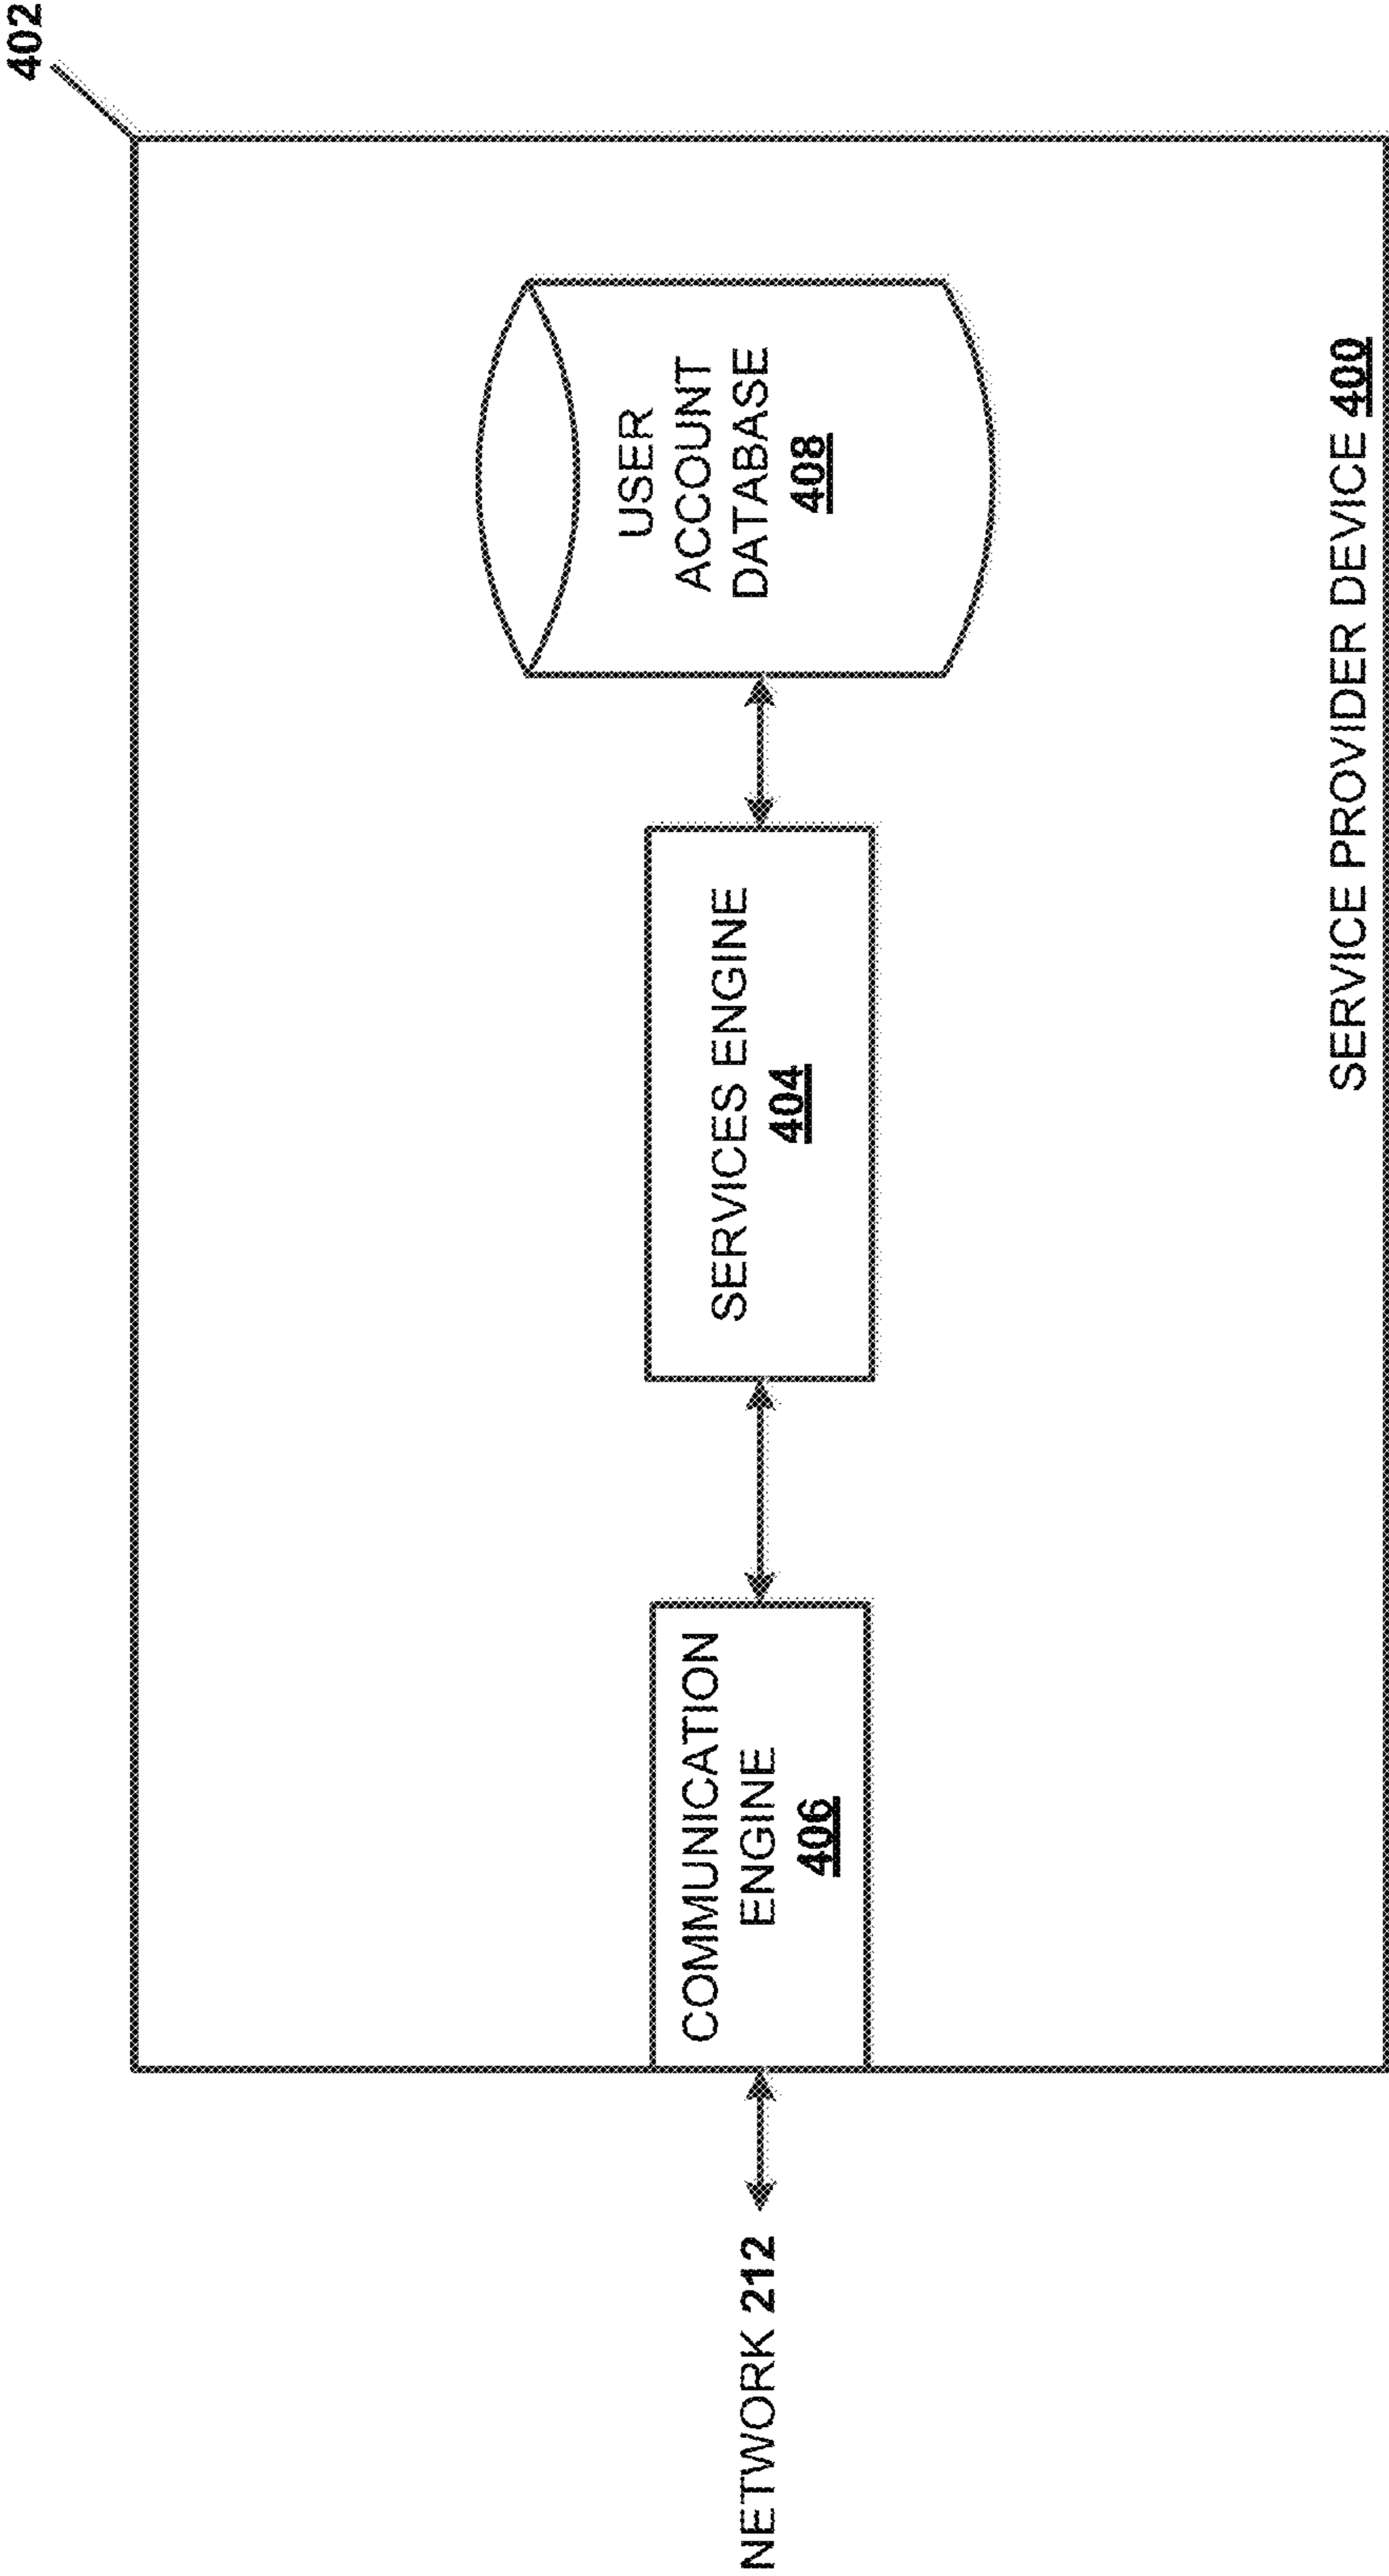 402
NETWORK 212
COMMUNICATION
ENGINE
406
SERVICES ENGINE
404
USER
ACCOUNT
DATABASE
408
SERVICE PROVIDER DEVICE 400